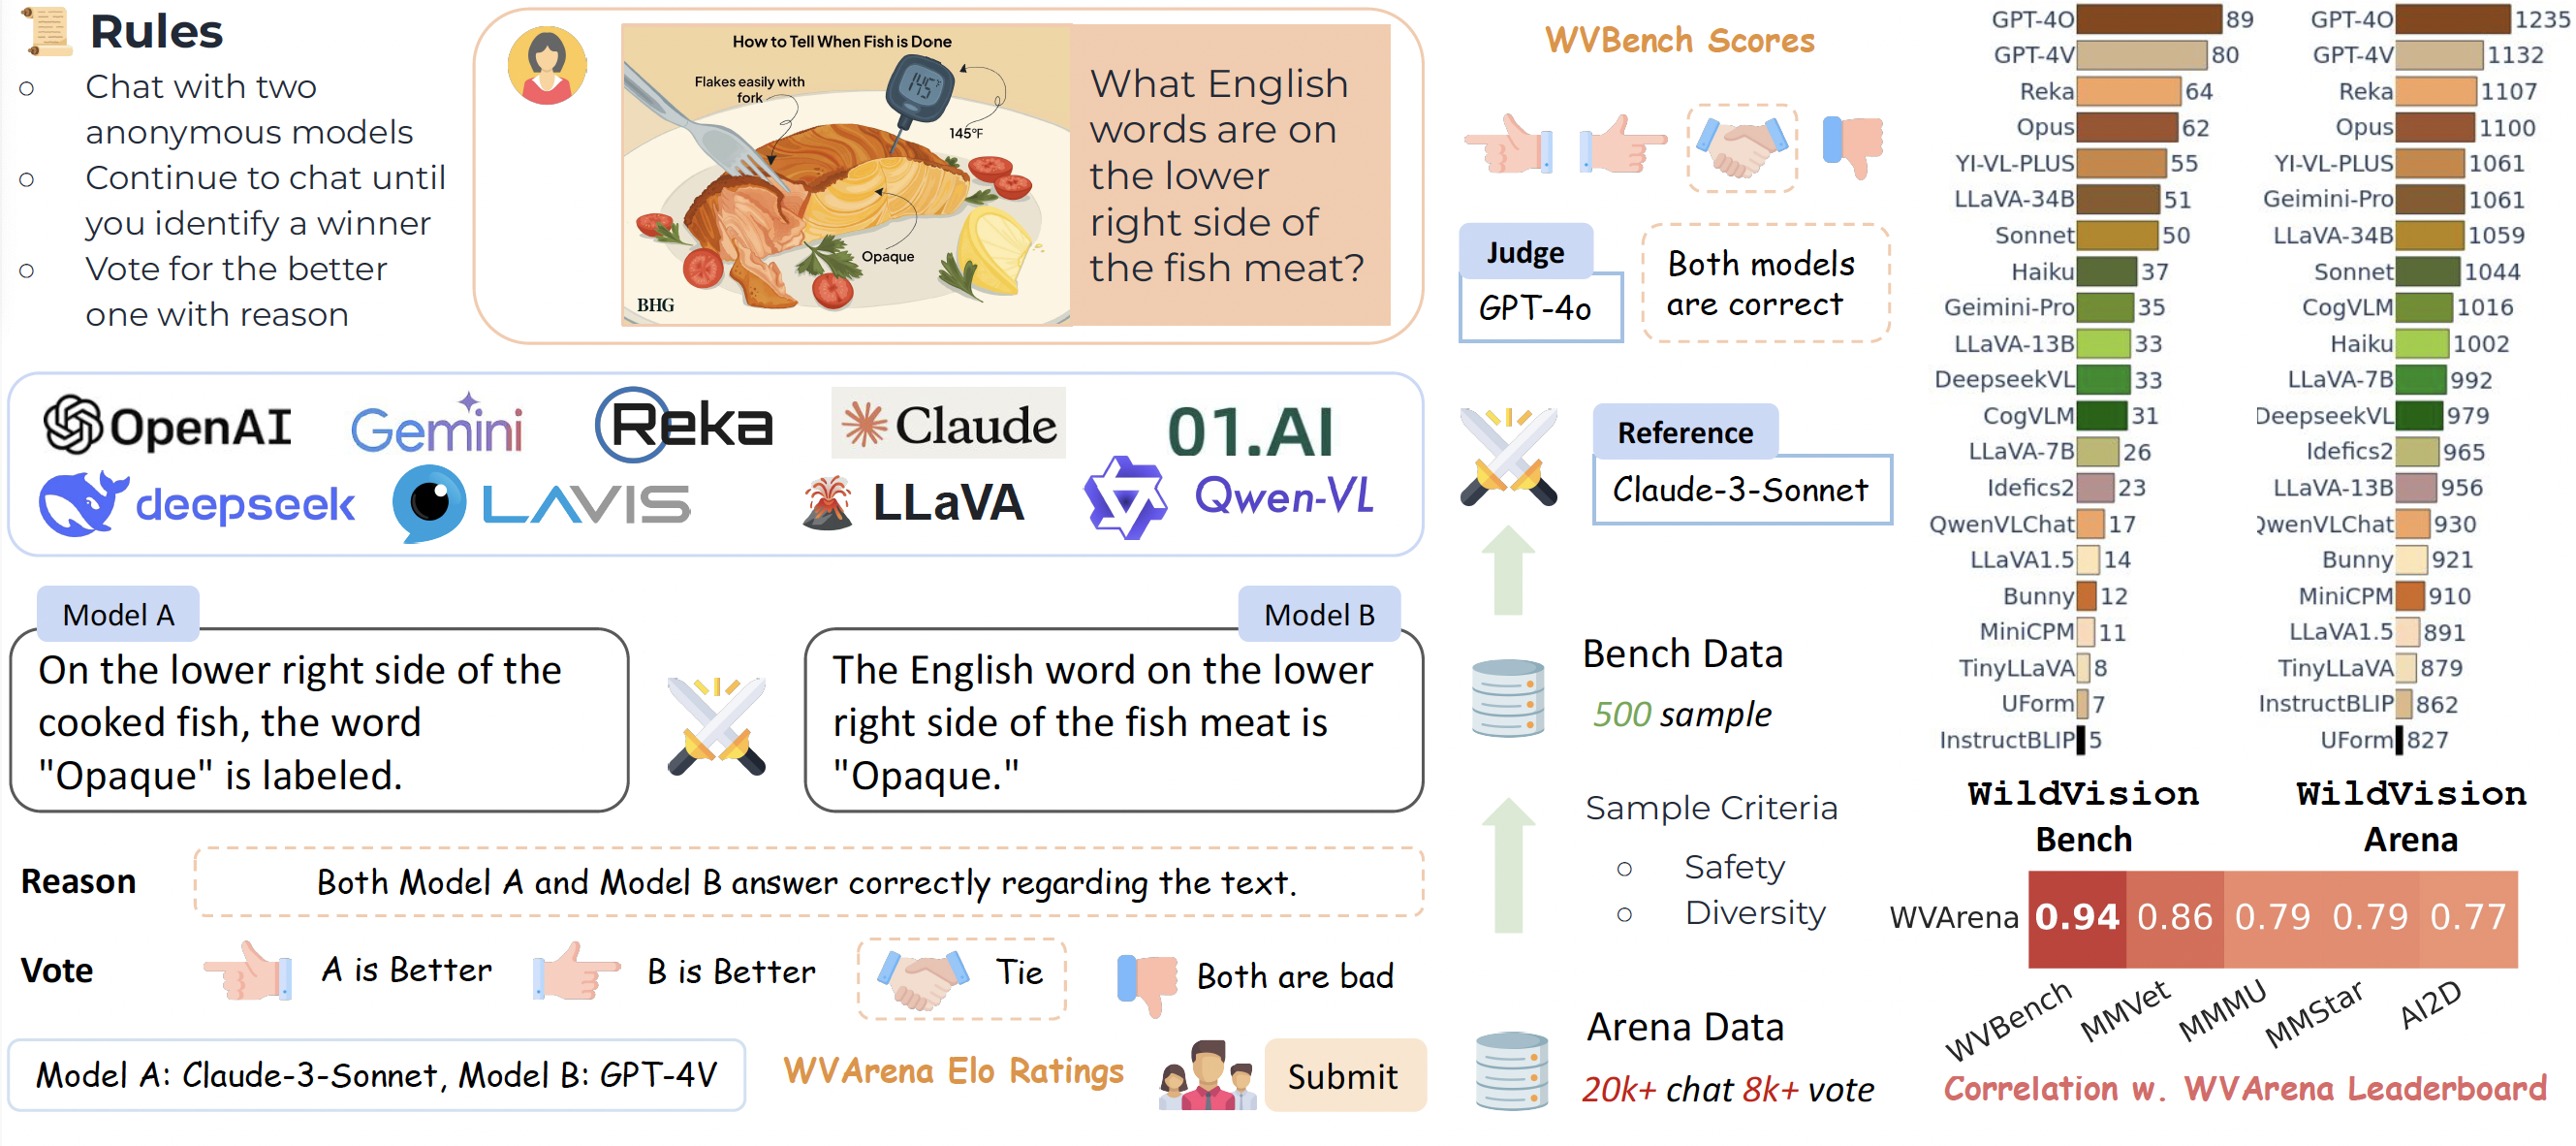 Rules
Chat with two
anonymous models
Continue to chat until
you identify a winner
Vote for the better
one with reason
How to Tell When Fish is Done
Flakes easily with
fork
145°F
145°F
Opaque
BHG
What English
words are on
the lower
right side of
the fish meat?
OpenAI
Gemini
Reka
Claude
01.AI
deepseek
LAVIS
LLaVA
Qwen-VL
Model A
On the lower right side of the
cooked fish, the word
"Opaque" is labeled.
Model B
The English word on the lower
right side of the fish meat is
"Opaque."
Reason
Both Model A and Model B answer correctly regarding the text.
Vote
A is Better
B is Better
Tie
Both are bad
Model A: Claude-3-Sonnet, Model B: GPT-4V
WVArena Elo Ratings
Submit
WVBench Scores
Judge
GPT-4o
Both models
are correct
Reference
Claude-3-Sonnet
Bench Data
500 sample
Sample Criteria
Safety
Diversity
Arena Data
20k+ chat 8k+ vote
GPT-4O 89
GPT-4V 80
Reka 64
Opus 62
YI-VL-PLUS 55
LLaVA-34B 51
Sonnet 50
Haiku 37
Geimini-Pro 35
LLaVA-13B 33
DeepseekVL 33
CogVLM 31
LLaVA-7B 26
Idefics2 23
QwenVLChat 17
LLaVA1.5 14
Bunny 12
MiniCPM 11
TinyLLaVA 8
UForm 7
InstructBLIP 5
WildVision
Bench
GPT-4O 1235
GPT-4V 1132
Reka 1107
Opus 1100
YI-VL-PLUS 1061
Geimini-Pro 1061
LLaVA-34B 1059
Sonnet 1044
CogVLM 1016
Haiku 1002
LLaVA-7B 992
DeepseekVL 979
Idefics2 965
LLaVA-13B 956
QwenVLChat 930
Bunny 921
MiniCPM 910
LLaVA1.5 891
TinyLLaVA 879
InstructBLIP 862
UForm 827
WildVision
Arena
WVArena 0.94 0.86 0.79 0.79 0.77
WVBench MMVet MMMU MMStar AI2D
Correlation w. WVArena Leaderboard